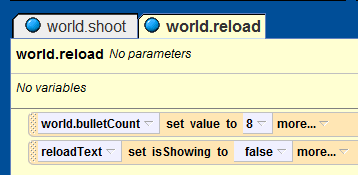 world.shoot world.reload
world.reload No parameters
No variables
world.bulletCount set value to 8 more...
reloadText set isShowing to false more...